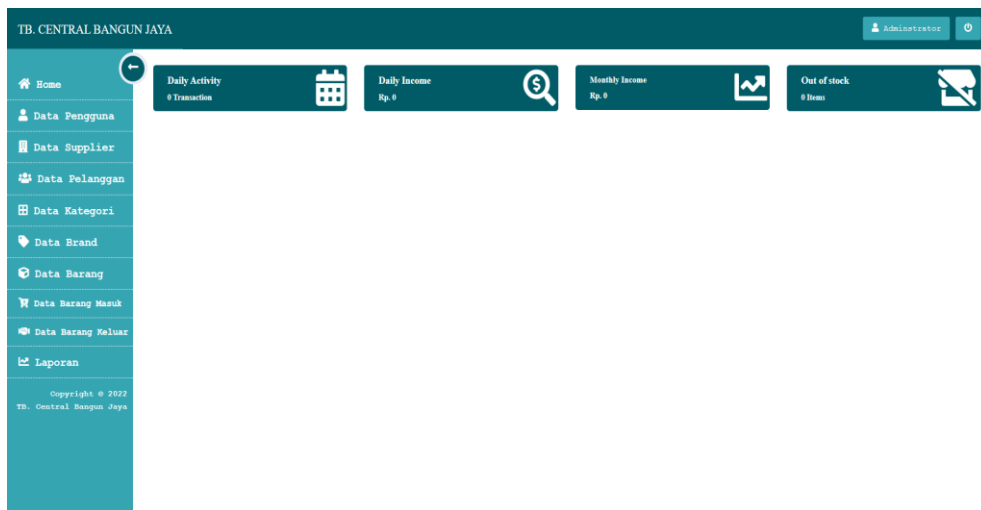 TB. CENTRAL BANGUN JAYA
Adminstrator
Home
Data Pengguna
Data Supplier
Data Pelanggan
Data Kategori
Data Brand
Data Barang
Data Barang Masuk
Data Barang Keluar
Laporan
Copyright © 2022
TB. Central Bangun Jaya
Daily Activity
0 Transaction
Daily Income
Rp. 0
Monthly Income
Rp. 0
Out of stock
0 Items